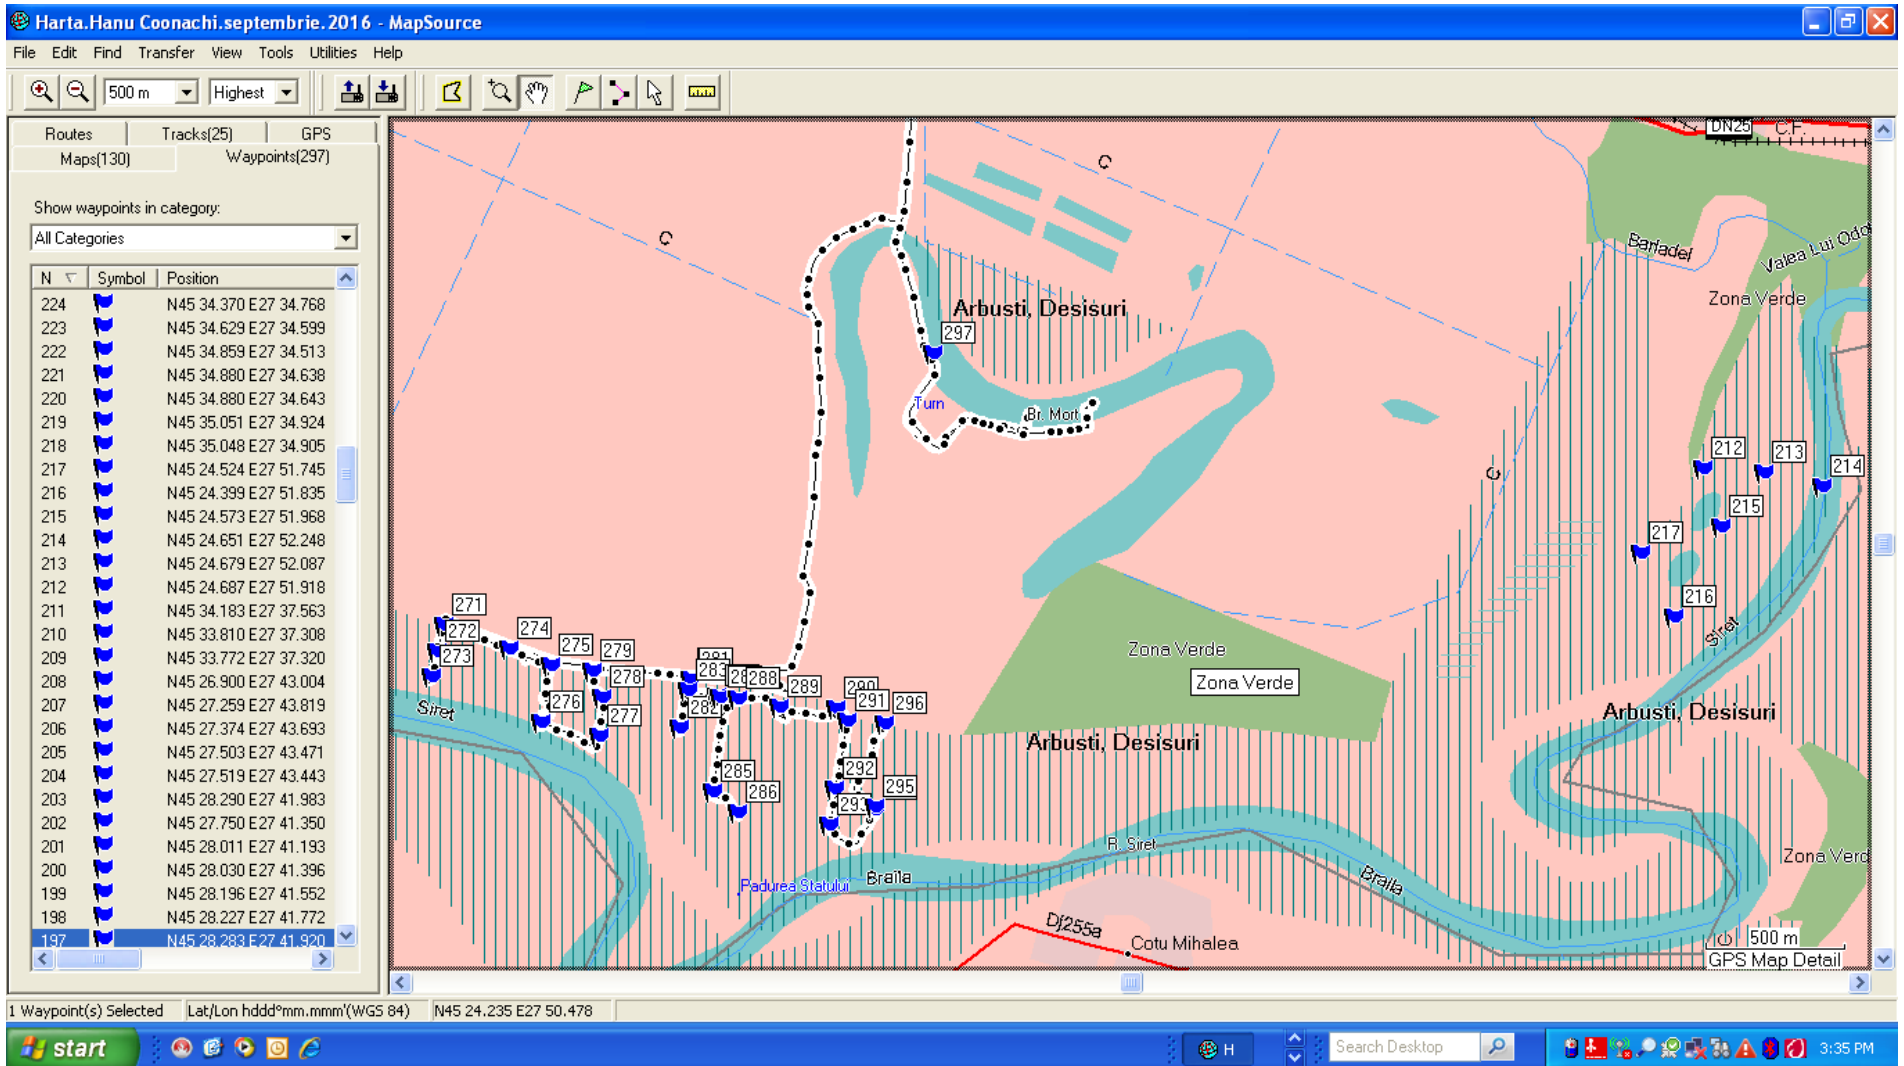 Harta.Hanu Coonachi.septembrie.2016 - MapSource
File Edit Find Transfer View Tools Utilities Help
500 m Highest
Routes Tracks(25) GPS
Maps(130) Waypoints(297)
Show waypoints in category:
All Categories
N Symbol Position
224 N45 34.370 E27 34.768
223 N45 34.629 E27 34.599
222 N45 34.859 E27 34.513
221 N45 34.880 E27 34.638
220 N45 34.880 E27 34.643
219 N45 35.051 E27 34.924
218 N45 35.048 E27 34.905
217 N45 24.524 E27 51.745
216 N45 24.399 E27 51.835
215 N45 24.573 E27 51.968
214 N45 24.651 E27 52.248
213 N45 24.679 E27 52.087
212 N45 24.687 E27 51.918
211 N45 34.183 E27 37.563
210 N45 33.810 E27 37.308
209 N45 33.772 E27 37.320
208 N45 26.900 E27 43.004
207 N45 27.259 E27 43.819
206 N45 27.374 E27 43.693
205 N45 27.503 E27 43.471
204 N45 27.519 E27 43.443
203 N45 28.290 E27 41.983
202 N45 27.750 E27 41.350
201 N45 28.011 E27 41.193
200 N45 28.030 E27 41.396
199 N45 28.196 E27 41.552
198 N45 28.227 E27 41.772
197 N45 28.283 E27 41.920
DN25 C.F.
C
C
Barladel
Valea Lui Odo
Zona Verde
Arbusti, Desisuri
297
Turn
Br. Mort
C
212
213
214
215
217
216
Siret
271
272
273
274
275
279
278
276
277
281
283
288
289
282
290
291
296
285
286
292
293
295
Siret
Zona Verde
Zona Verde
Arbusti, Desisuri
Arbusti, Desisuri
Zona Verd
R. Siret
Braila
Braila
Padurea Statului
Dj255a
Cotu Mihalea
500 m
GPS Map Detail
1 Waypoint(s) Selected Lat/Lon hddd°mm.mmm'(WGS 84) N45 24.235 E27 50.478
start H Search Desktop 3:35 PM